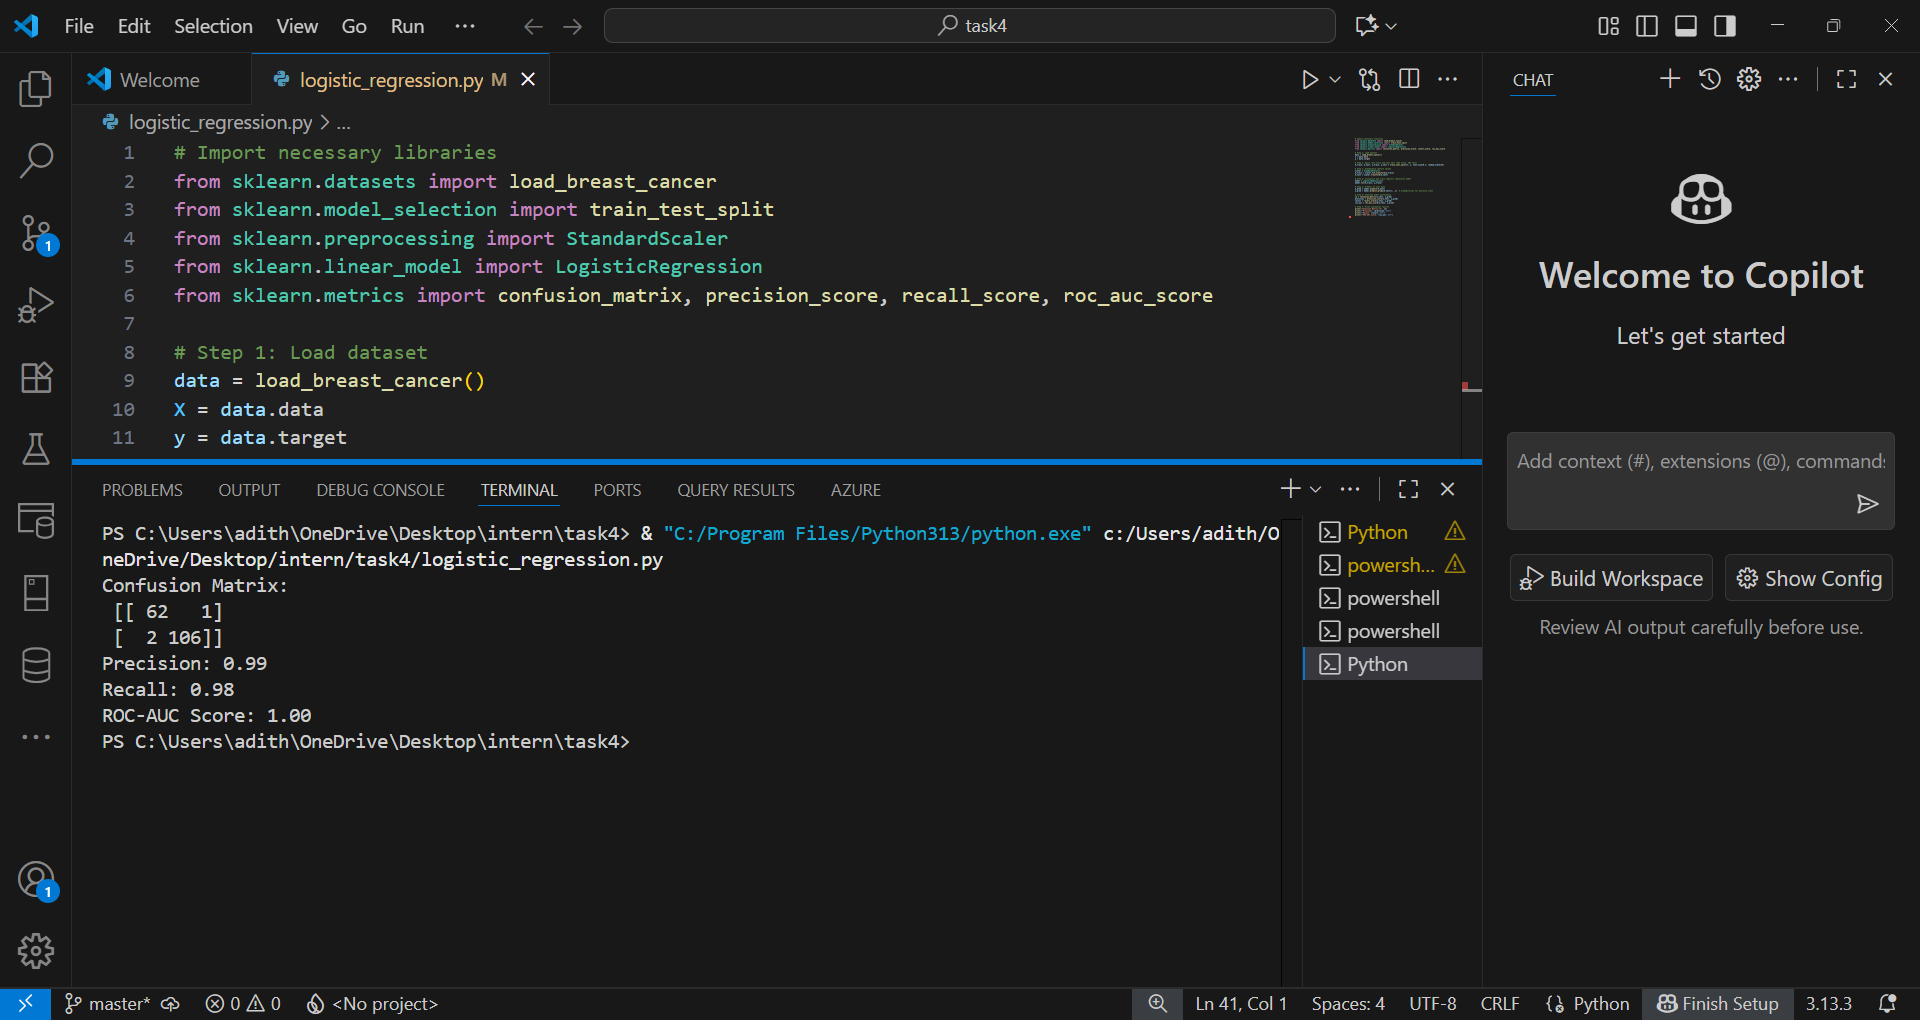 File Edit Selection View Go Run ··· task4
Welcome logistic_regression.py M
logistic_regression.py > ...
1 # Import necessary libraries
2 from sklearn.datasets import load_breast_cancer
3 from sklearn.model_selection import train_test_split
4 from sklearn.preprocessing import StandardScaler
5 from sklearn.linear_model import LogisticRegression
6 from sklearn.metrics import confusion_matrix, precision_score, recall_score, roc_auc_score
7
8 # Step 1: Load dataset
9 data = load_breast_cancer()
10 X = data.data
11 y = data.target
PROBLEMS OUTPUT DEBUG CONSOLE TERMINAL PORTS QUERY RESULTS AZURE
PS C:\Users\adith\OneDrive\Desktop\intern\task4> & "C:/Program Files/Python313/python.exe" c:/Users/adith/O
neDrive/Desktop/intern/task4/logistic_regression.py
Confusion Matrix:
[[ 62   1]
[  2 106]]
Precision: 0.99
Recall: 0.98
ROC-AUC Score: 1.00
PS C:\Users\adith\OneDrive\Desktop\intern\task4>
Python
powersh...
powershell
powershell
Python
CHAT
Welcome to Copilot
Let's get started
Add context (#), extensions (@), commands
Build Workspace Show Config
Review AI output carefully before use.
1
1
master* 0 0 <No project> Ln 41, Col 1 Spaces: 4 UTF-8 CRLF Python Finish Setup 3.13.3